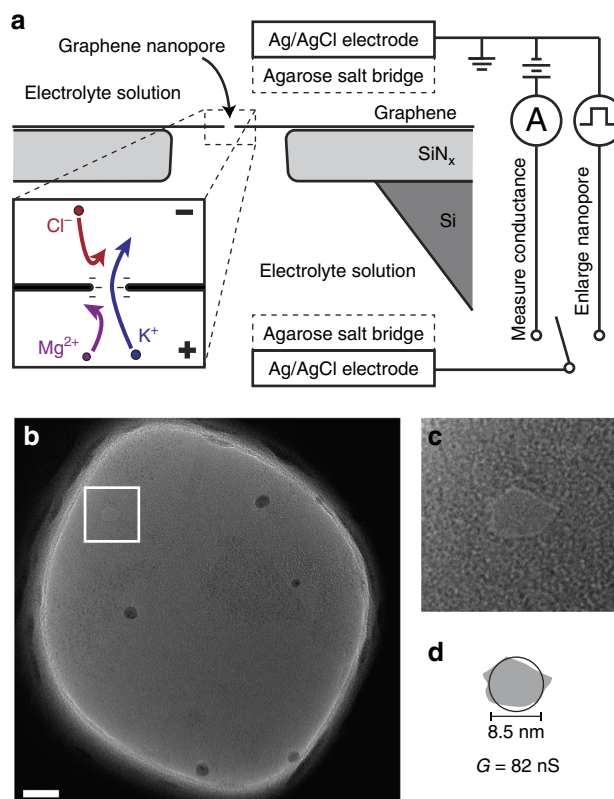 a
Graphene nanopore
Electrolyte solution
Ag/AgCl electrode
Agarose salt bridge
Graphene
SiNₓ
Si
A
Measure conductance
Enlarge nanopore
Cl⁻
−
Mg²⁺
K⁺
+
Electrolyte solution
Agarose salt bridge
Ag/AgCl electrode
b
c
d
8.5 nm
G = 82 nS